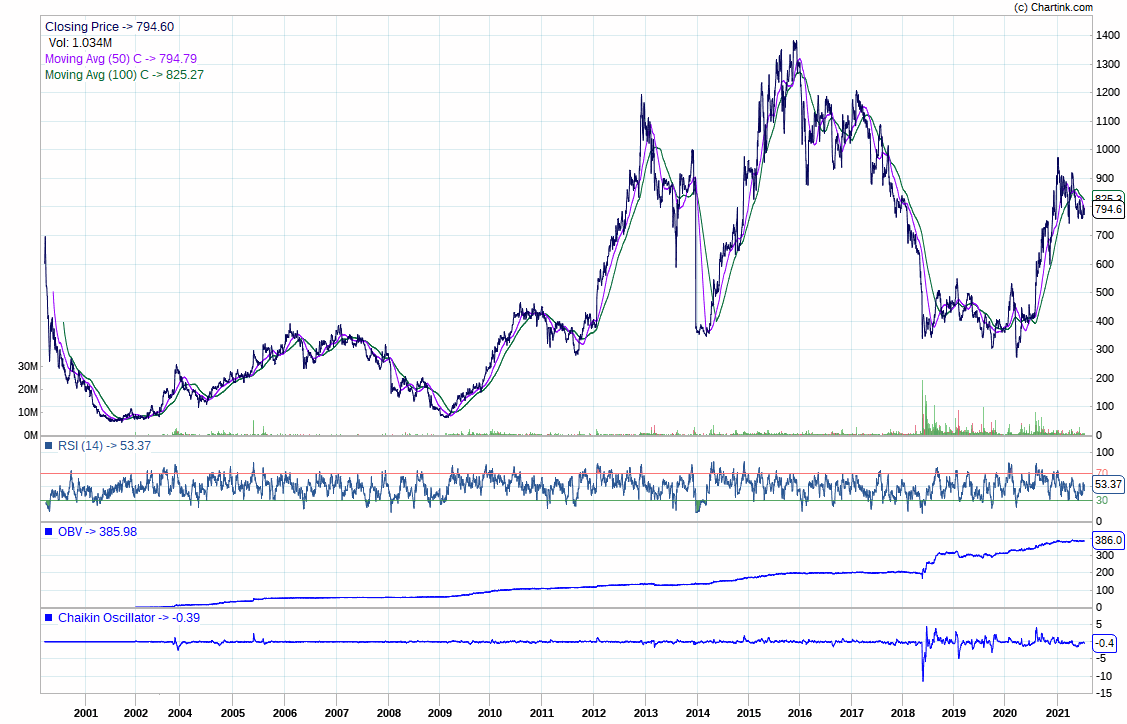 (c) Chartink.com
Closing Price -> 794.60
Vol: 1.034M
Moving Avg (50) C -> 794.79
Moving Avg (100) C -> 825.27
1400
1300
1200
1100
1000
900
825.3
794.6
700
600
500
400
300
200
100
0
30M
20M
10M
0M
RSI (14) -> 53.37
100
70
53.37
30
0
OBV -> 385.98
386.0
300
200
100
0
Chaikin Oscillator -> -0.39
5
-0.4
-5
-10
-15
2001 2002 2004 2005 2006 2007 2008 2009 2010 2011 2012 2013 2014 2015 2016 2017 2018 2019 2020 2021